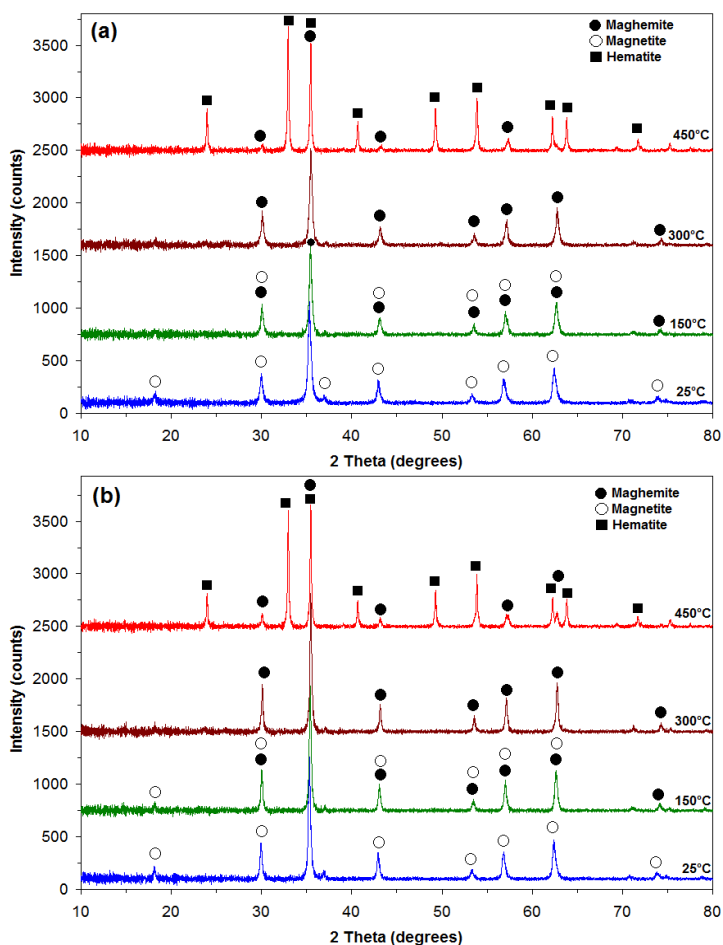 (a)
Maghemite
Magnetite
Hematite
3500
3000
2500
2000
1500
1000
500
0
Intensity (counts)
450°C
300°C
150°C
25°C
10 20 30 40 50 60 70 80
2 Theta (degrees)
(b)
Maghemite
Magnetite
Hematite
3500
3000
2500
2000
1500
1000
500
0
Intensity (counts)
450°C
300°C
150°C
25°C
10 20 30 40 50 60 70 80
2 Theta (degrees)